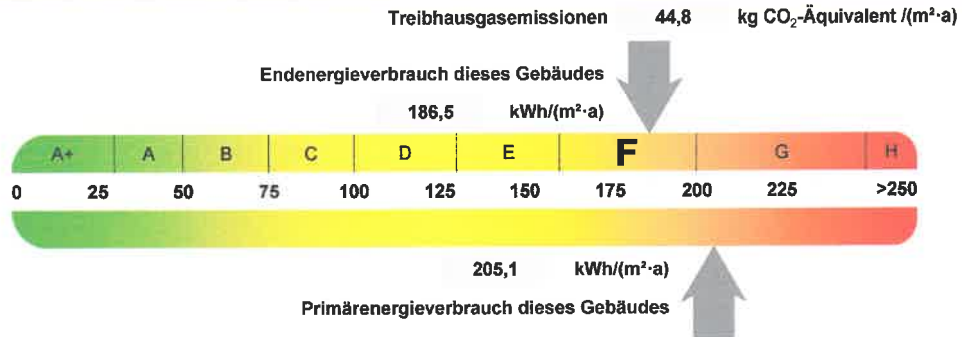 Treibhausgasemissionen 44,8 kg CO₂-Äquivalent /(m²·a)
Endenergieverbrauch dieses Gebäudes
186,5 kWh/(m²·a)
A+ A B C D E F G H
0 25 50 75 100 125 150 175 200 225 >250
205,1 kWh/(m²·a)
Primärenergieverbrauch dieses Gebäudes